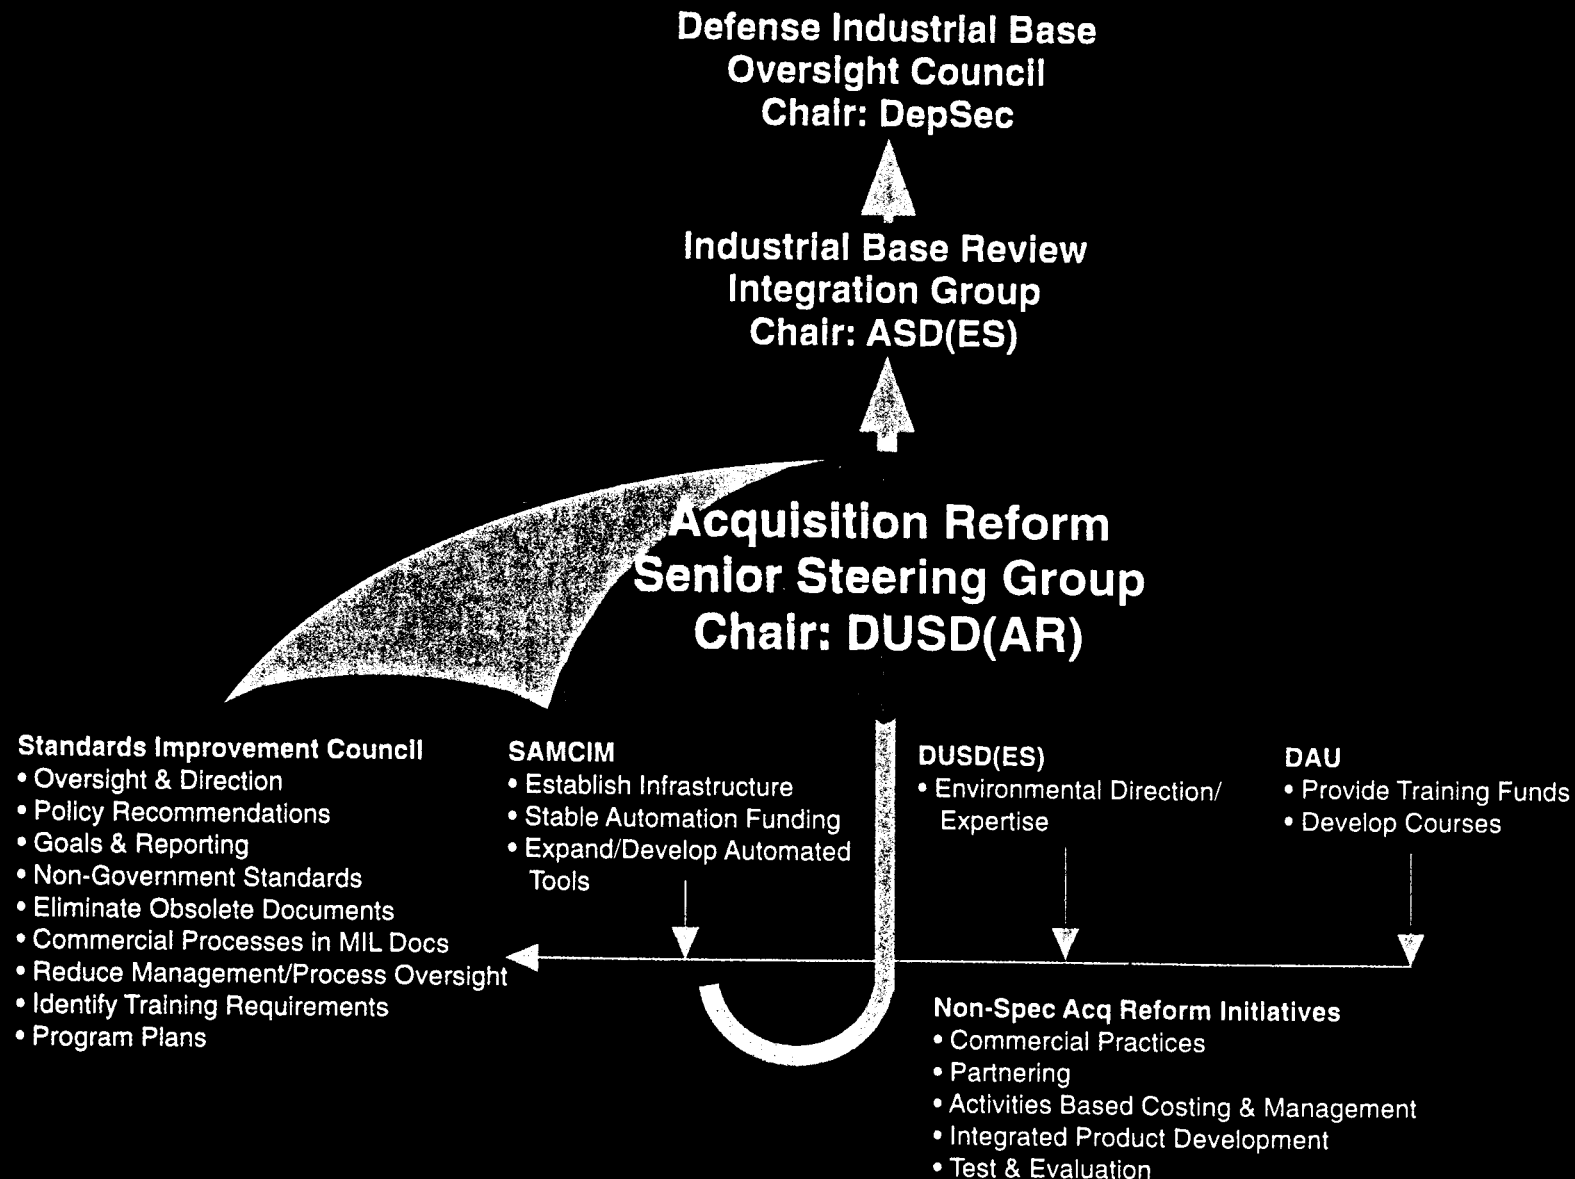 Defense Industrial Base
Oversight Council
Chair: DepSec
Industrial Base Review
Integration Group
Chair: ASD(ES)
Acquisition Reform
Senior Steering Group
Chair: DUSD(AR)
Standards Improvement Council
• Oversight & Direction
• Policy Recommendations
• Goals & Reporting
• Non-Government Standards
• Eliminate Obsolete Documents
• Commercial Processes in MIL Docs
• Reduce Management/Process Oversight
• Identify Training Requirements
• Program Plans
SAMCIM
• Establish Infrastructure
• Stable Automation Funding
• Expand/Develop Automated
Tools
DUSD(ES)
• Environmental Direction/
Expertise
DAU
• Provide Training Funds
• Develop Courses
Non-Spec Acq Reform Initiatives
• Commercial Practices
• Partnering
• Activities Based Costing & Management
• Integrated Product Development
• Test & Evaluation